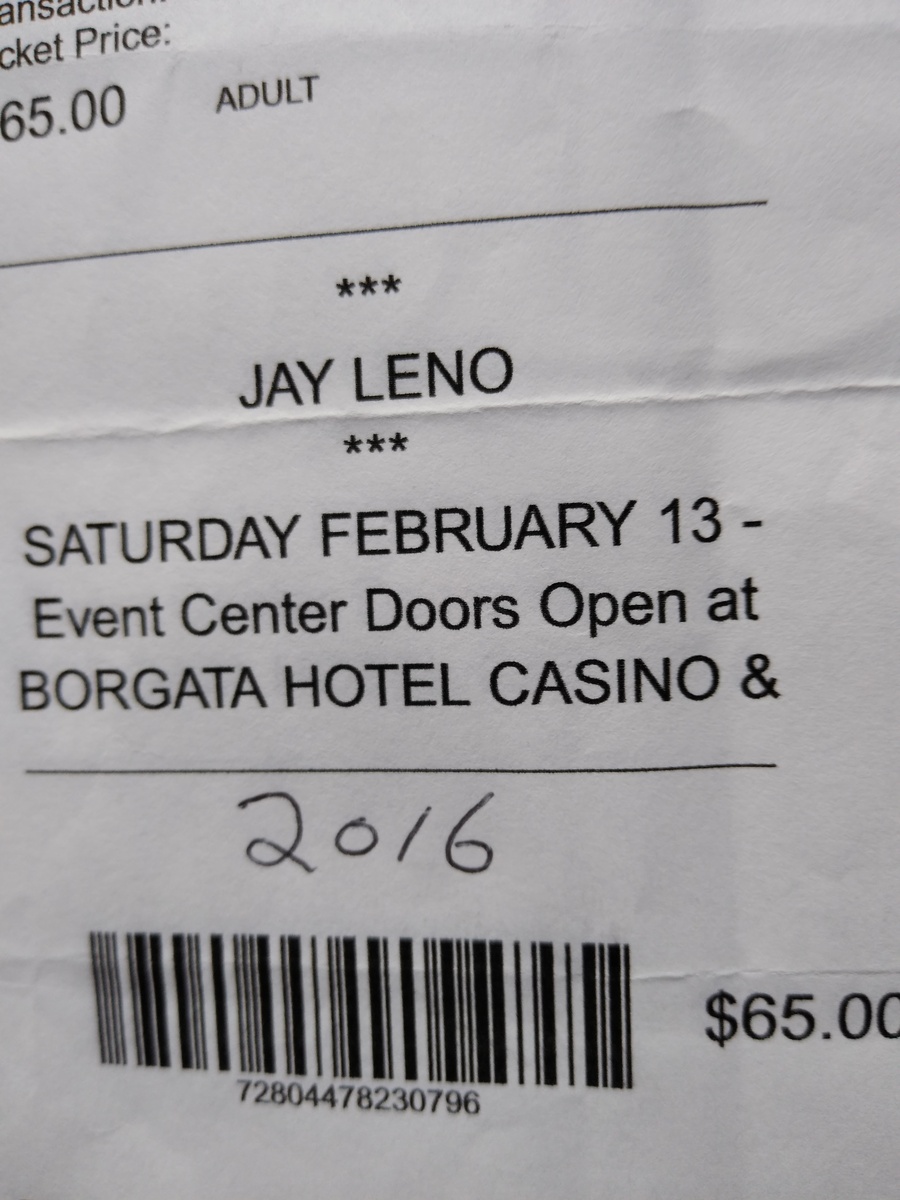 cket Price:
65.00 ADULT
***
JAY LENO
***
SATURDAY FEBRUARY 13 -
Event Center Doors Open at
BORGATA HOTEL CASINO &
2016
$65.00
72804478230796